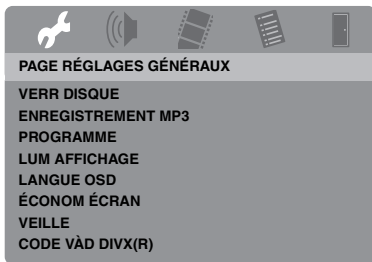 PAGE RÉGLAGES GÉNÉRAUX
VERR DISQUE
ENREGISTREMENT MP3
PROGRAMME
LUM AFFICHAGE
LANGUE OSD
ÉCONOM ÉCRAN
VEILLE
CODE VÀD DIVX(R)